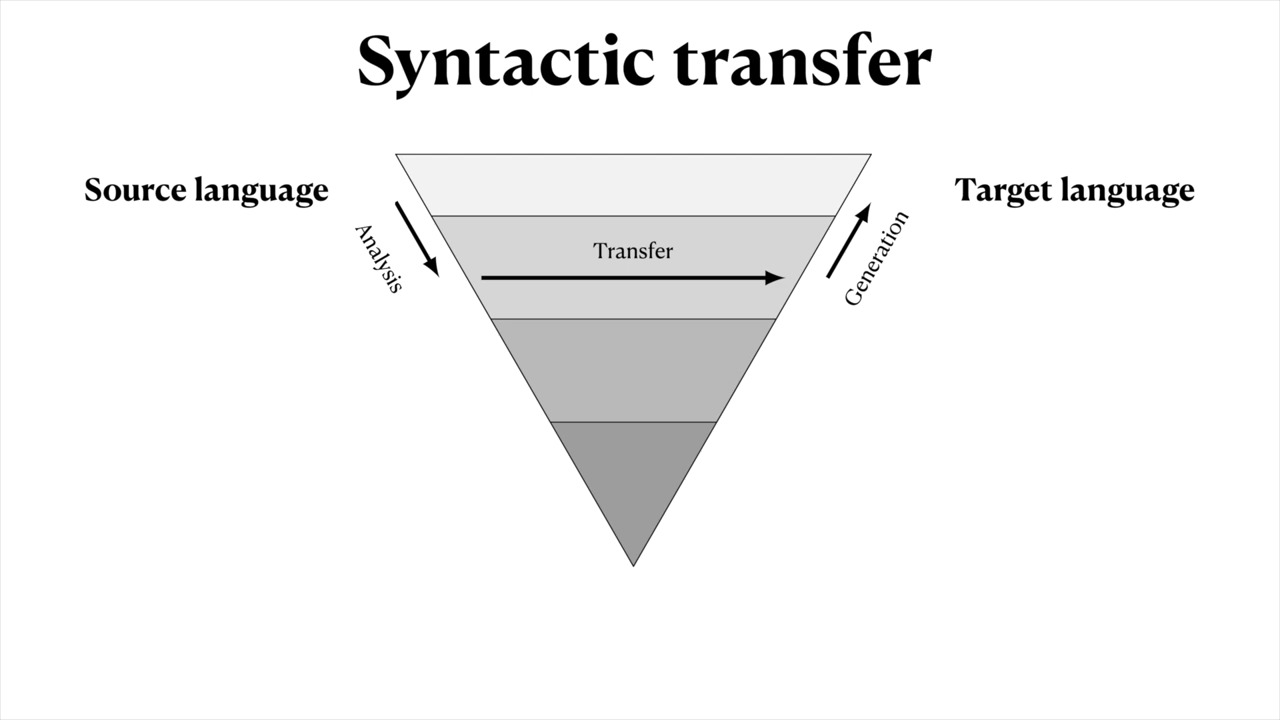 Syntactic transfer
Source language
Target language
Analysis
Transfer
Generation